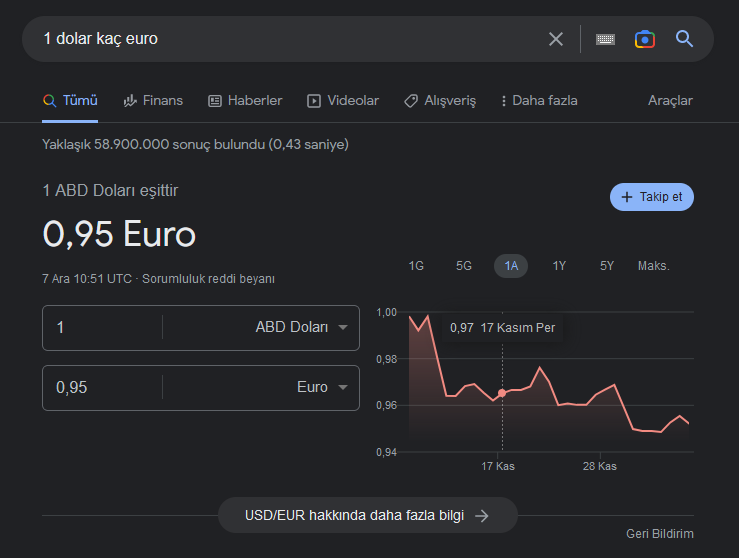 1 dolar kaç euro
Tümü Finans Haberler Videolar Alışveriş Daha fazla Araçlar
Yaklaşık 58.900.000 sonuç bulundu (0,43 saniye)
1 ABD Doları eşittir
+ Takip et
0,95 Euro
7 Ara 10:51 UTC · Sorumluluk reddi beyanı
1G 5G 1A 1Y 5Y Maks.
1 ABD Doları
0,95 Euro
1,00
0,97 17 Kasım Per
0,98
0,96
0,94
17 Kas 28 Kas
USD/EUR hakkında daha fazla bilgi
Geri Bildirim